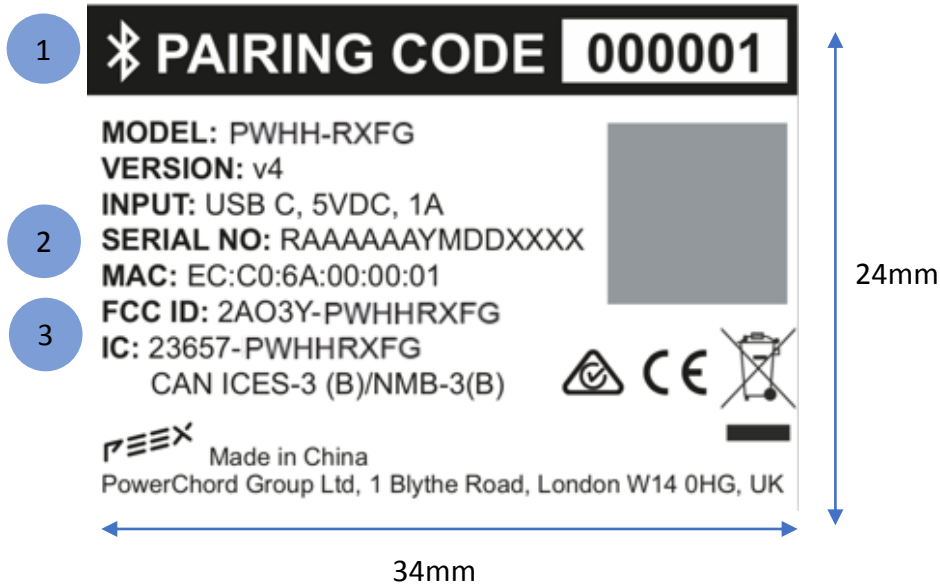 1
PAIRING CODE 000001
MODEL: PWHH-RXFG
VERSION: v4
INPUT: USB C, 5VDC, 1A
2
SERIAL NO: RAAAAAAYMDDXXXX
MAC: EC:C0:6A:00:00:01
24mm
3
FCC ID: 2AO3Y-PWHHRXFG
IC: 23657-PWHHRXFG
CAN ICES-3 (B)/NMB-3(B)
CE
PEEX
Made in China
PowerChord Group Ltd, 1 Blythe Road, London W14 0HG, UK
34mm